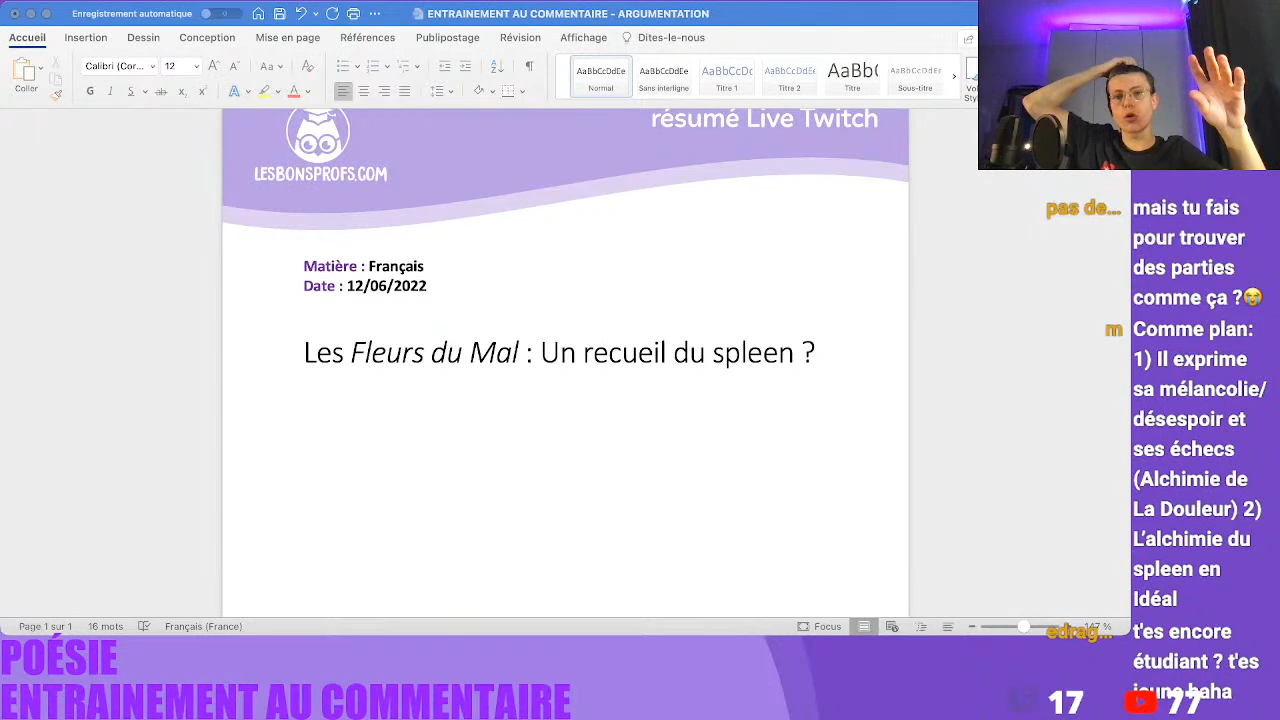 Enregistrement automatique
ENTRAINEMENT AU COMMENTAIRE - ARGUMENTATION
Accueil Insertion Dessin Conception Mise en page Références Publipostage Révision Affichage Dites-le-nous
Coller
Calibri (Cor... 12
AaBbCcDdEe AaBbCcDdEe AaBbCcDc AaBbCcDdEe AaBb( AaBbCcDdEe
Normal Sans interligne Titre 1 Titre 2 Titre Sous-titre
résumé Live Twitch
LESBONSPROFS.COM
Matière : Français
Date : 12/06/2022
Les Fleurs du Mal : Un recueil du spleen ?
pas de...
mais tu fais
pour trouver
des parties
comme ça ?😭
m
Comme plan:
1) Il exprime
sa mélancolie/
désespoir et
ses échecs
(Alchimie de
La Douleur) 2)
L’alchimie du
spleen en
Idéal
edrag...
t'es encore
étudiant ? t'es
jeune haha
Page 1 sur 1 16 mots Français (France) Focus 147 %
POÉSIE
ENTRAINEMENT AU COMMENTAIRE
17 77